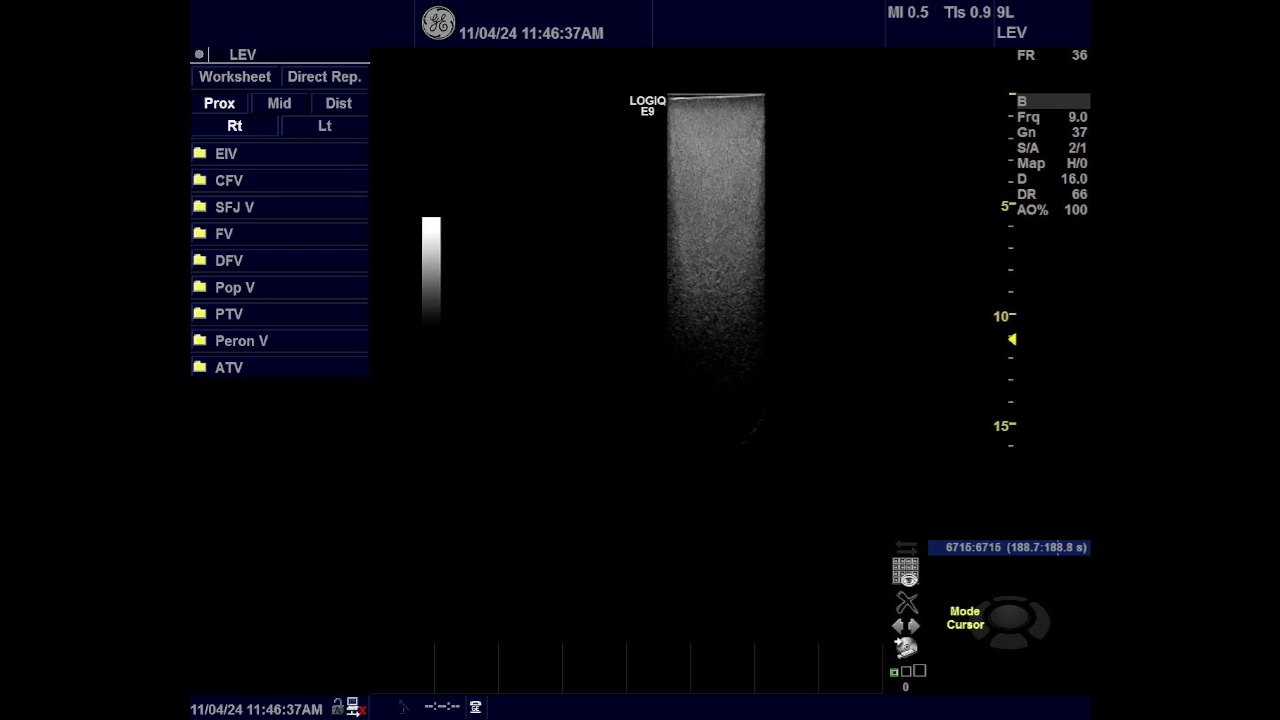 11/04/24 11:46:37AM
MI 0.5 TIs 0.9 9L
LEV
LEV
FR 36
Worksheet Direct Rep.
Prox Mid Dist
Rt Lt
LOGIQ
E9
B
Frq 9.0
Gn 37
S/A 2/1
Map H/0
D 16.0
DR 66
AO% 100
EIV
CFV
SFJ V
FV
DFV
Pop V
PTV
Peron V
ATV
5
10
15
6715:6715 (188.7:188.8 s)
Mode
Cursor
0
11/04/24 11:46:37AM
--:--:--